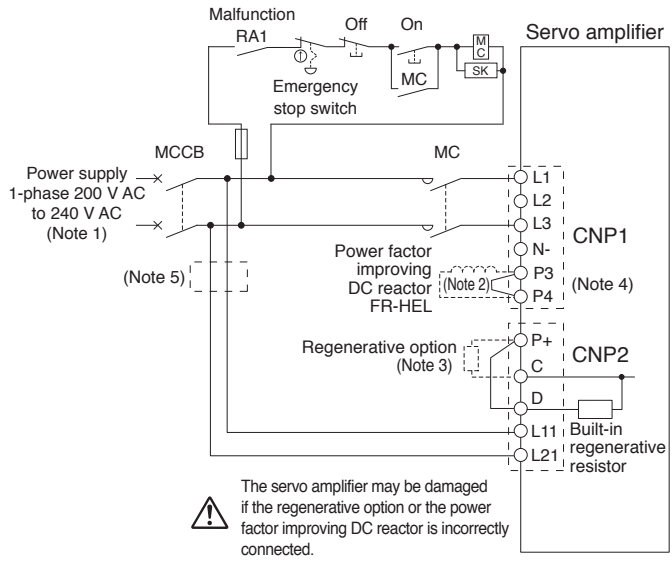 Malfunction
RA1
Off
On
M
C
SK
MC
Emergency
stop switch
Servo amplifier
MCCB
MC
Power supply
1-phase 200 V AC
to 240 V AC
(Note 1)
(Note 5)
L1
L2
L3
N-
P3
P4
CNP1
(Note 4)
Power factor
improving
DC reactor
FR-HEL
(Note 2)
Regenerative option
(Note 3)
P+
C
D
L11
L21
CNP2
Built-in
regenerative
resistor
The servo amplifier may be damaged
if the regenerative option or the power
factor improving DC reactor is incorrectly
connected.